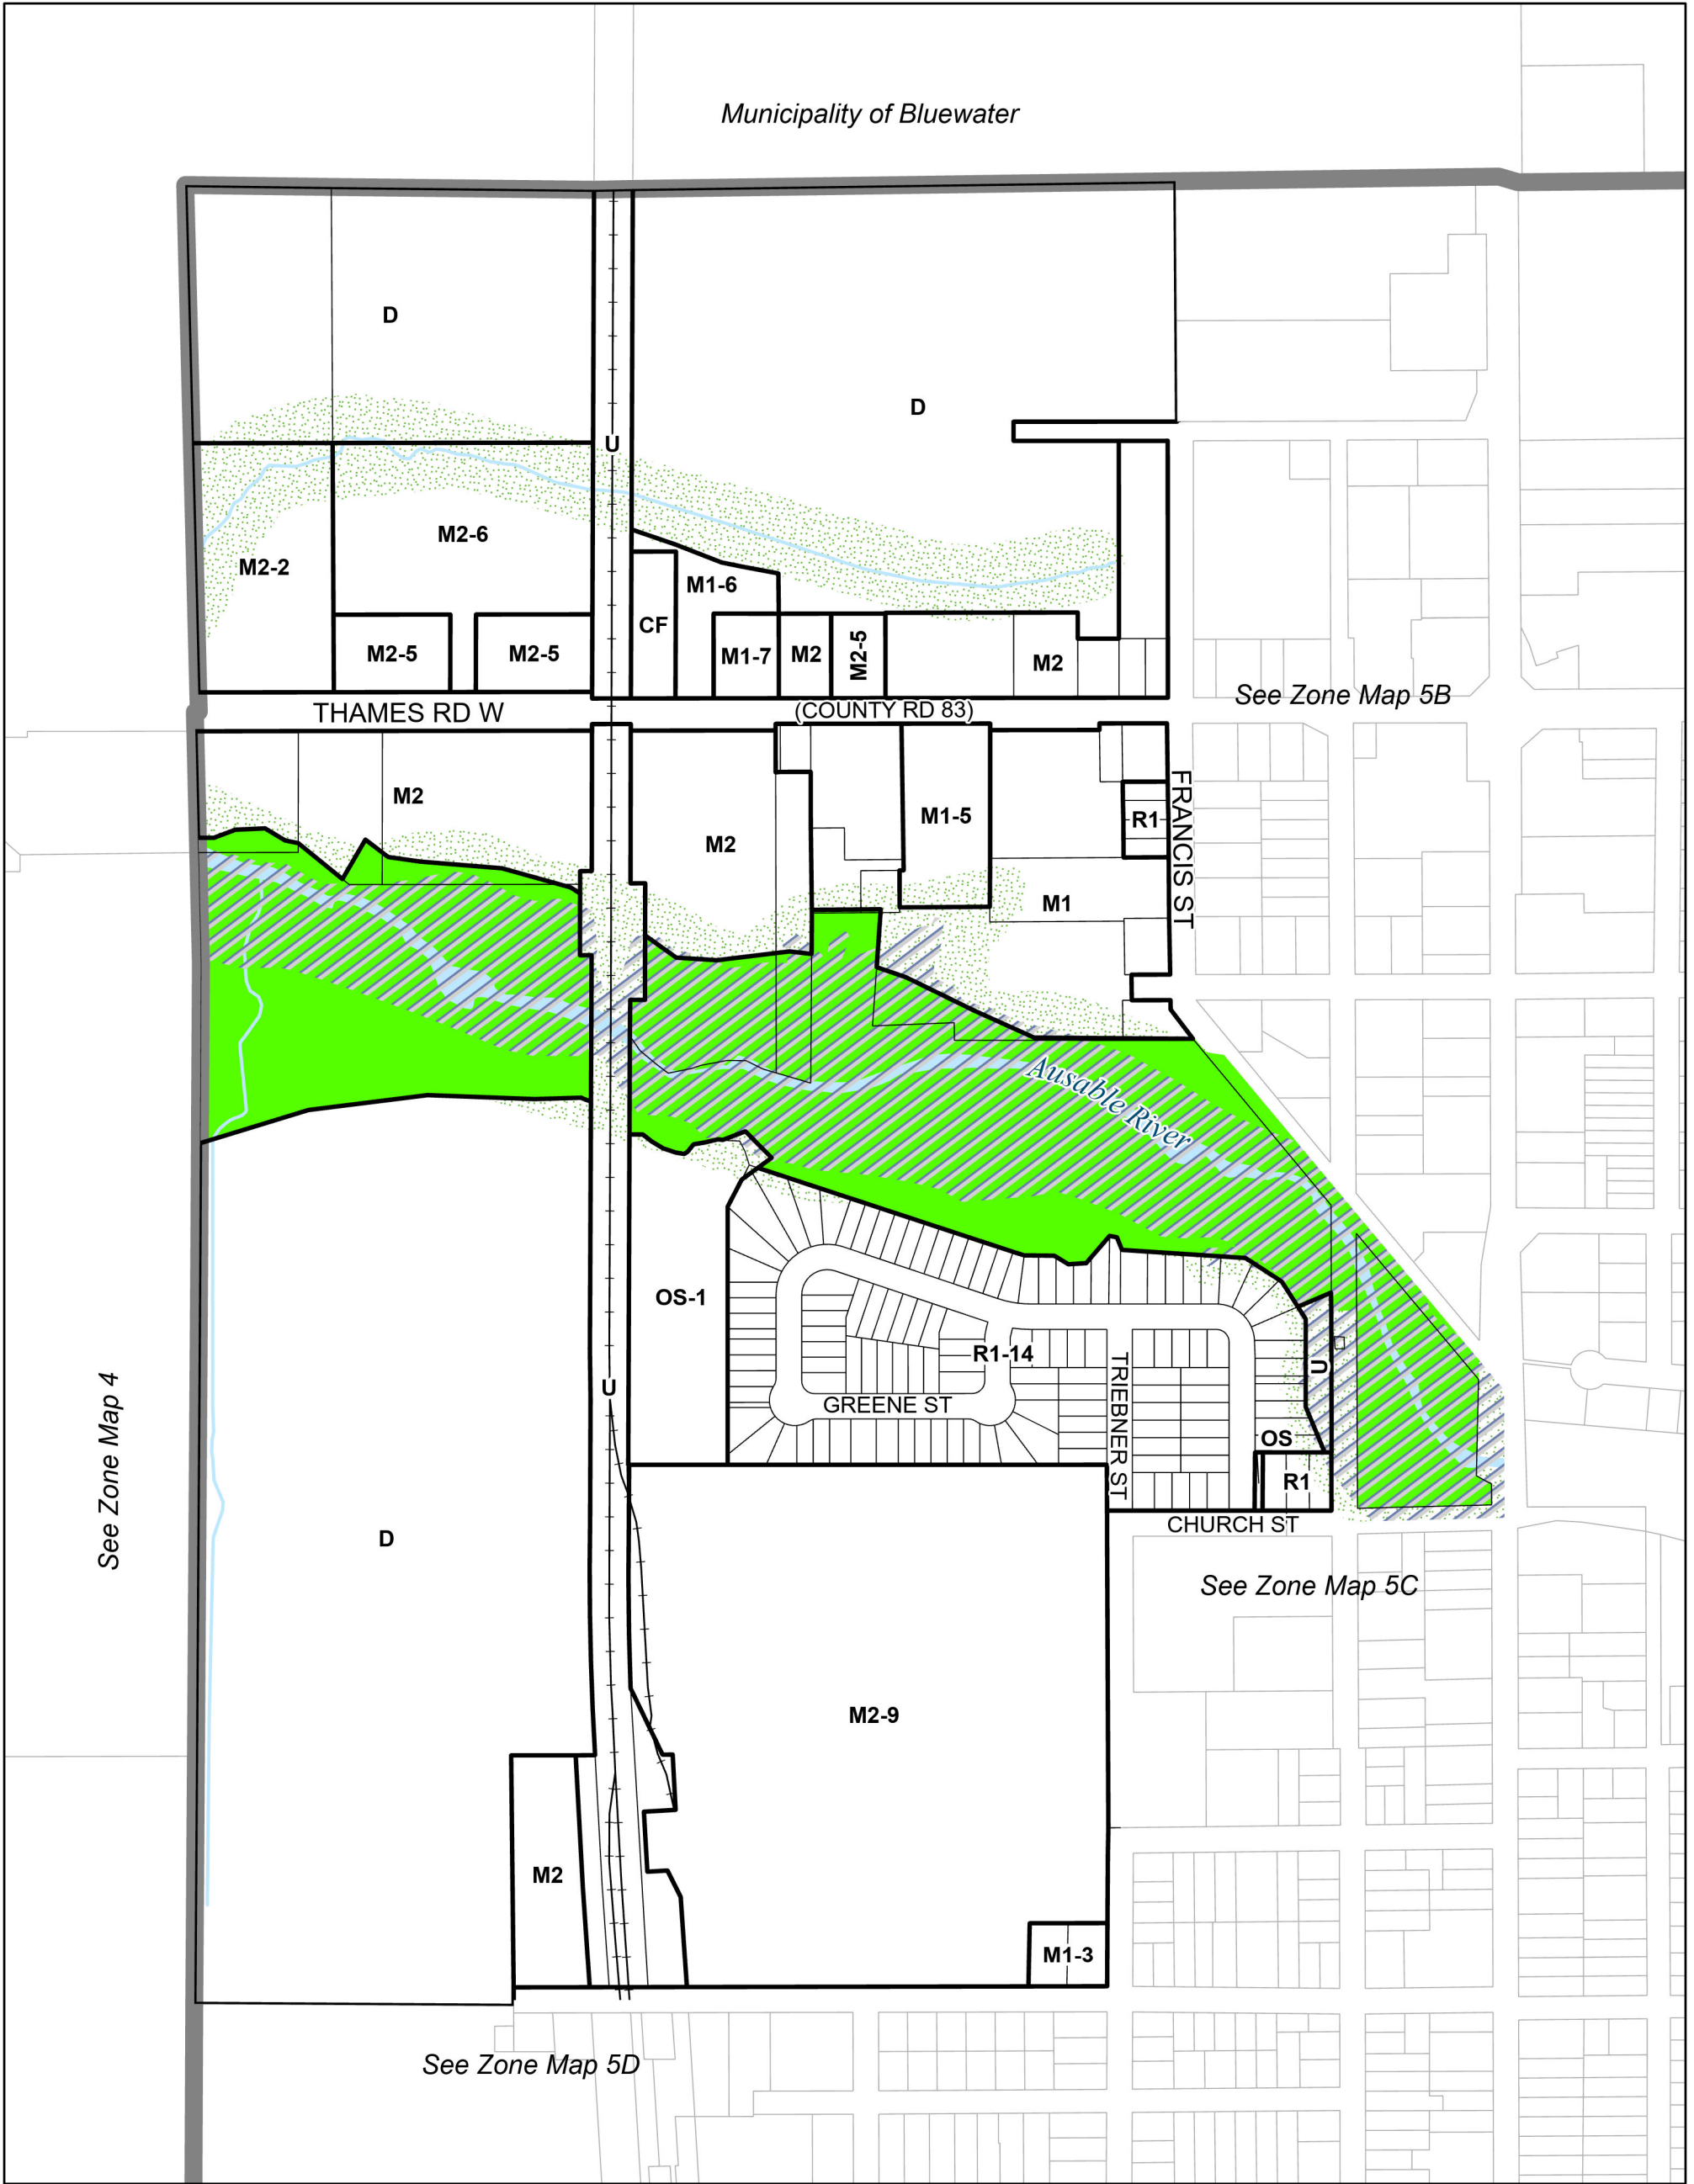 Municipality of Bluewater
D
D
U
M2-6
M2-2
M1-6
CF
M2-5
M2-5
M1-7
M2
M2-5
M2
See Zone Map 5B
THAMES RD W
(COUNTY RD 83)
M2
M2
M1-5
R1
FRANCIS ST
M1
Ausable River
OS-1
R1-14
U
U
GREENE ST
TRIEBNER ST
OS
R1
CHURCH ST
See Zone Map 4
D
See Zone Map 5C
M2-9
M2
M1-3
See Zone Map 5D